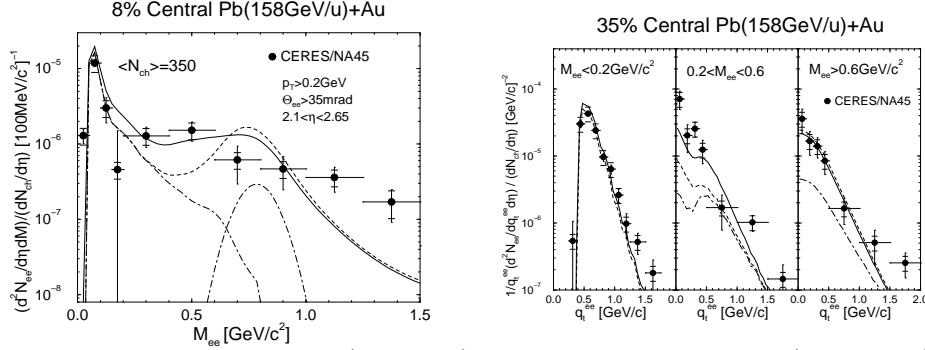 8% Central Pb(158GeV/u)+Au
(d²N_ee/dηdM)/(dN_ch/dη) [100MeV/c²]⁻¹
10⁻⁵
10⁻⁶
10⁻⁷
10⁻⁸
<N_ch>=350
CERES/NA45
p_T>0.2GeV
Θ_ee>35mrad
2.1<η<2.65
0.0 0.5 1.0 1.5
M_ee [GeV/c²]
35% Central Pb(158GeV/u)+Au
1/q_t^ee (d²N_ee/dq_t^ee dη) / (dN_ch/dη) [GeV/c]⁻²
10⁻⁴
10⁻⁵
10⁻⁶
10⁻⁷
M_ee<0.2GeV/c²
0.2<M_ee<0.6
M_ee>0.6GeV/c²
CERES/NA45
0.0 0.5 1.0 1.5 0.0 0.5 1.0 1.5 0.0 0.5 1.0 1.5 2.0
q_t^ee [GeV/c] q_t^ee [GeV/c] q_t^ee [GeV/c]